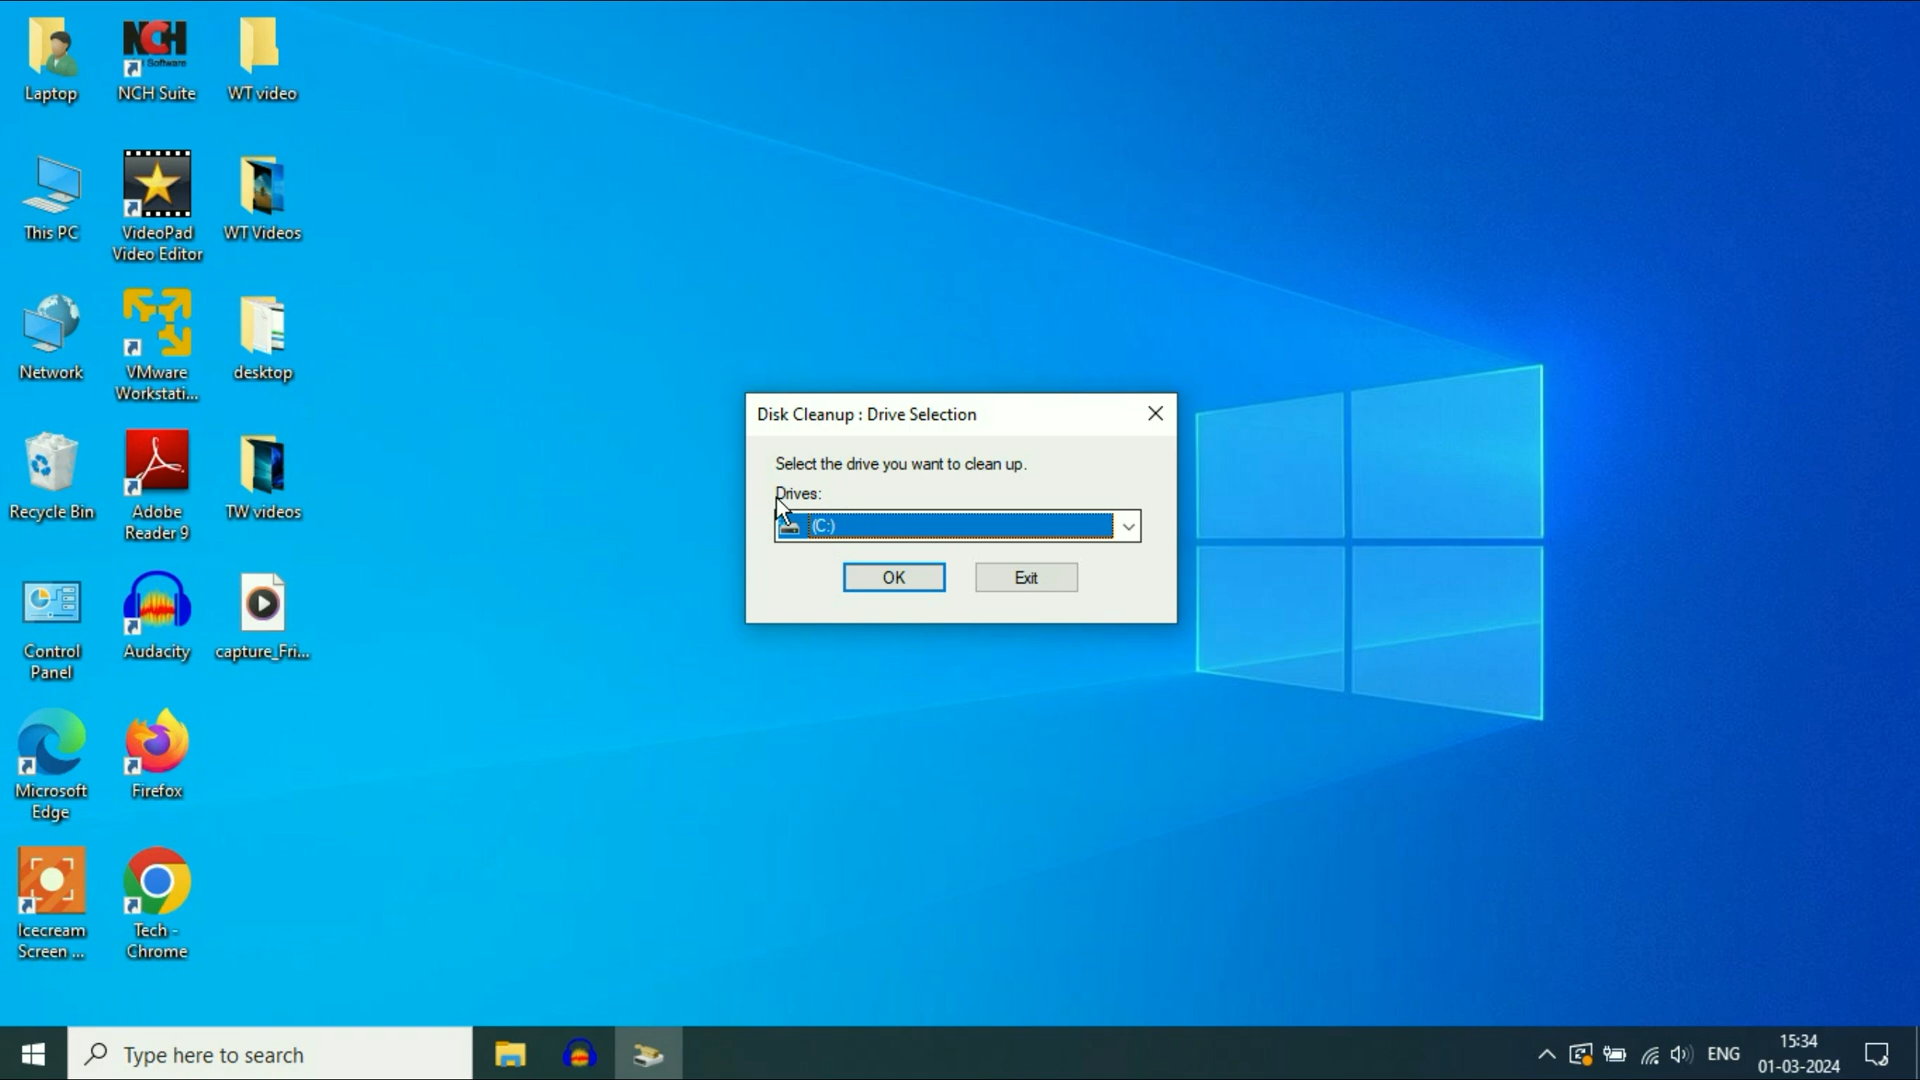 Laptop
NCH Software
NCH Suite
WT video
This PC
VideoPad
Video Editor
WT Videos
Network
VMware
Workstati...
desktop
Recycle Bin
Adobe
Reader 9
TW videos
Control
Panel
Audacity
capture_Fri...
Microsoft
Edge
Firefox
Icecream
Screen ...
Tech -
Chrome
Disk Cleanup : Drive Selection
Select the drive you want to clean up.
Drives:
(C:)
OK
Exit
Type here to search
ENG
15:34
01-03-2024